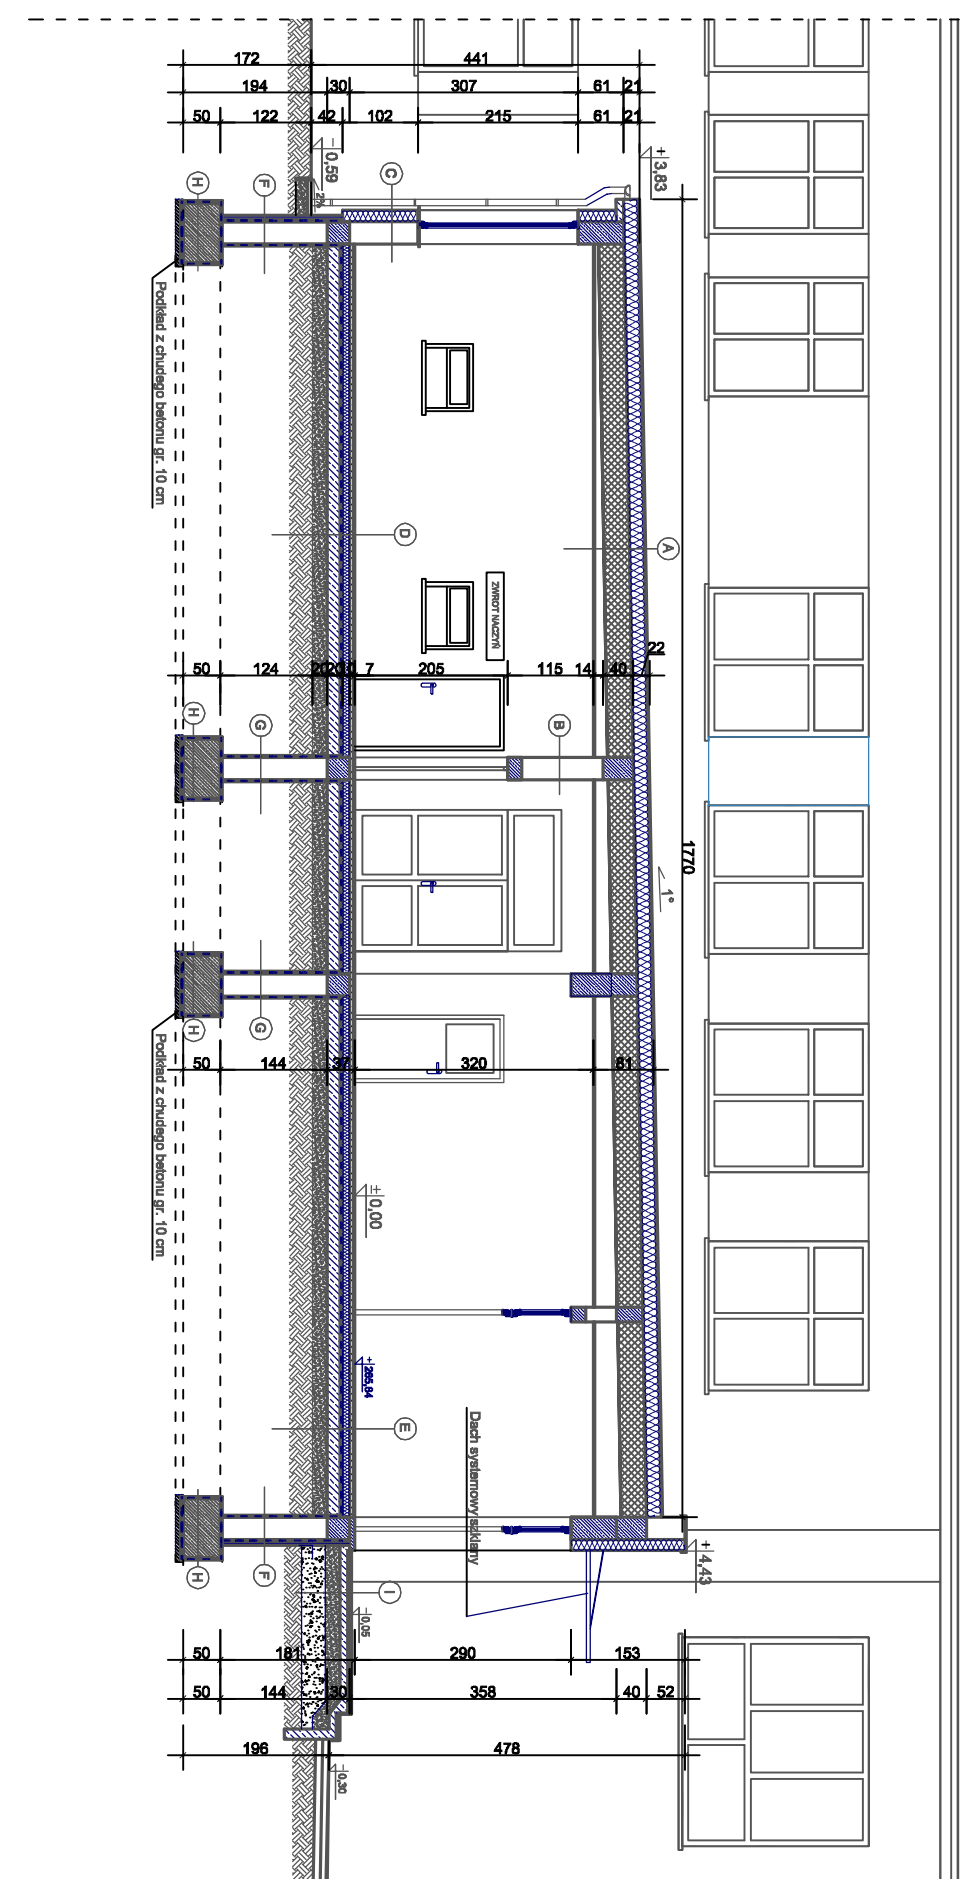 172 441
194 30 307 61 21
50 122 42 102 215 61 21
- 0,59
+ 3,83
2%
H
F
C
Podkład z chudego betonu gr. 10 cm
D
A
ZWROT NACZYŃ
22
50 124 20 20 7 205 115 14 40
H
G
B
1770
1°
H
G
Podkład z chudego betonu gr. 10 cm
50 144 37 320 61
± 0,00
+ 265,64
E
Dach systemowy szklany
+ 4,43
H
F
I
- 0,05
50 181 290 153
50 144 30 358 40 52
196 478
- 0,30